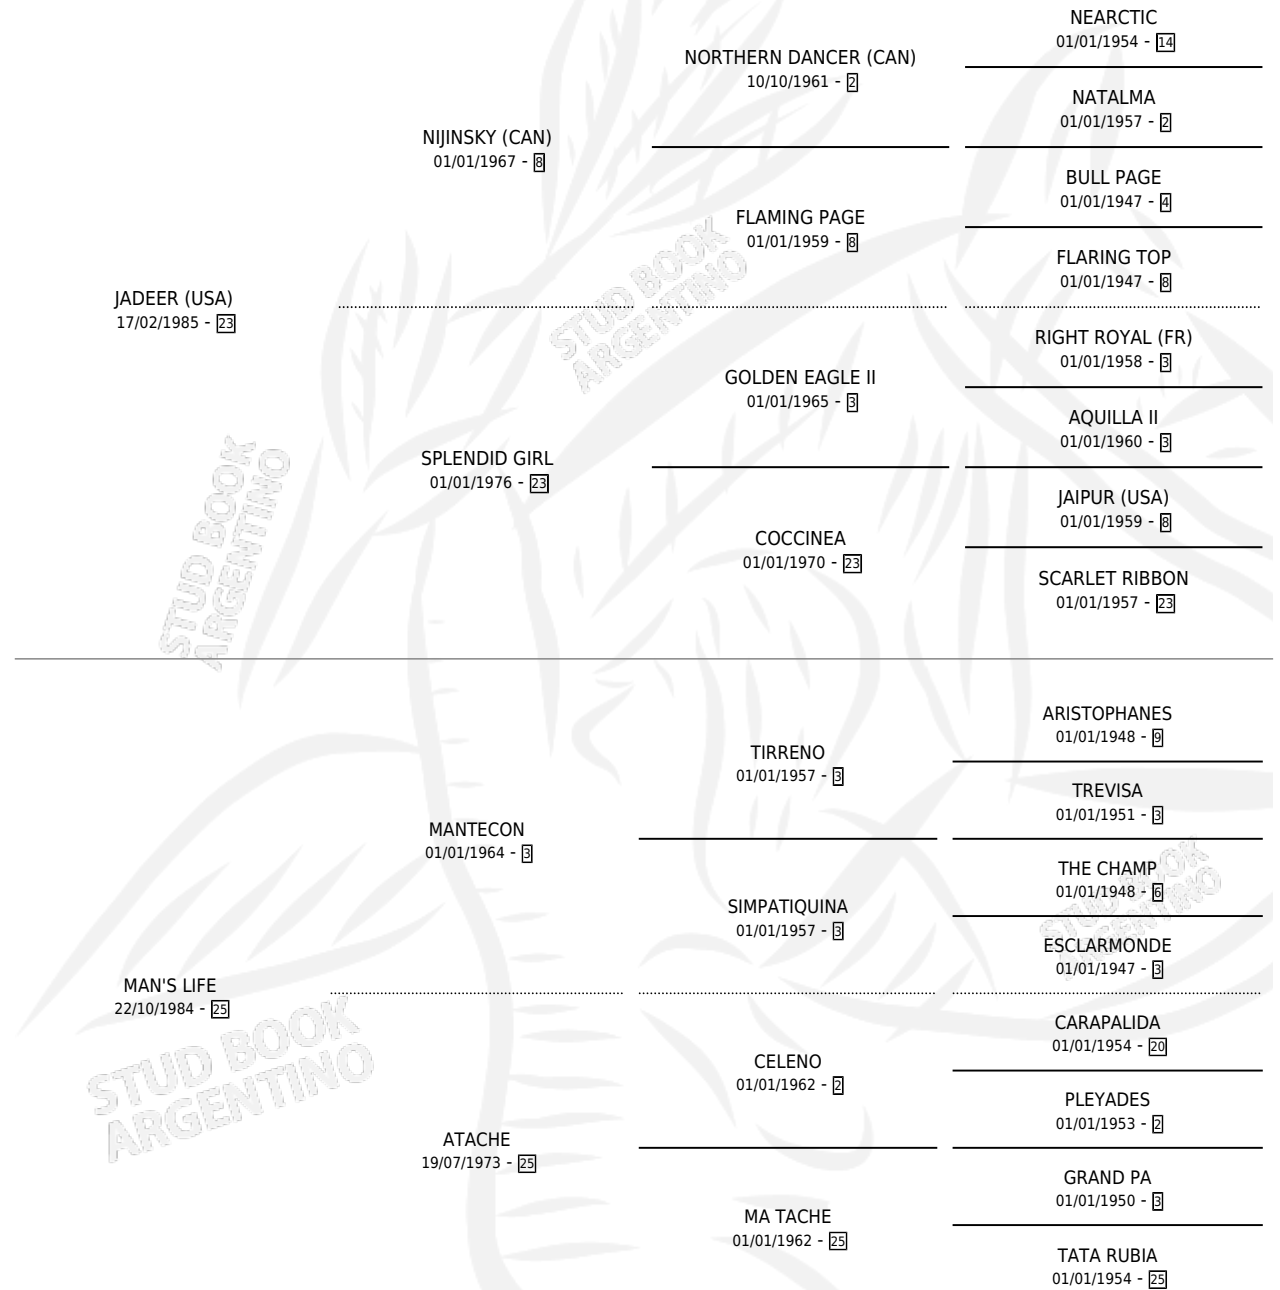 NEARCTIC
01/01/1954 - 14
NORTHERN DANCER (CAN)
10/10/1961 - 2
NATALMA
01/01/1957 - 2
NIJINSKY (CAN)
01/01/1967 - 8
BULL PAGE
01/01/1947 - 4
FLAMING PAGE
01/01/1959 - 8
FLARING TOP
01/01/1947 - 8
JADEER (USA)
17/02/1985 - 23
RIGHT ROYAL (FR)
01/01/1958 - 3
GOLDEN EAGLE II
01/01/1965 - 3
AQUILLA II
01/01/1960 - 3
SPLENDID GIRL
01/01/1976 - 23
JAIPUR (USA)
01/01/1959 - 8
COCCINEA
01/01/1970 - 23
SCARLET RIBBON
01/01/1957 - 23
STUD BOOK
ARGENTINO
STUD BOOK
ARGENTINO
ARISTOPHANES
01/01/1948 - 9
TIRRENO
01/01/1957 - 3
TREVISA
01/01/1951 - 3
MANTECON
01/01/1964 - 3
THE CHAMP
01/01/1948 - 6
SIMPATIQUINA
01/01/1957 - 3
ESCLARMONDE
01/01/1947 - 3
MAN'S LIFE
22/10/1984 - 25
CARAPALIDA
01/01/1954 - 20
CELENO
01/01/1962 - 2
PLEYADES
01/01/1953 - 2
ATACHE
19/07/1973 - 25
GRAND PA
01/01/1950 - 3
MA TACHE
01/01/1962 - 25
TATA RUBIA
01/01/1954 - 25
STUD BOOK
ARGENTINO
STUD BOOK
ARGENTINO